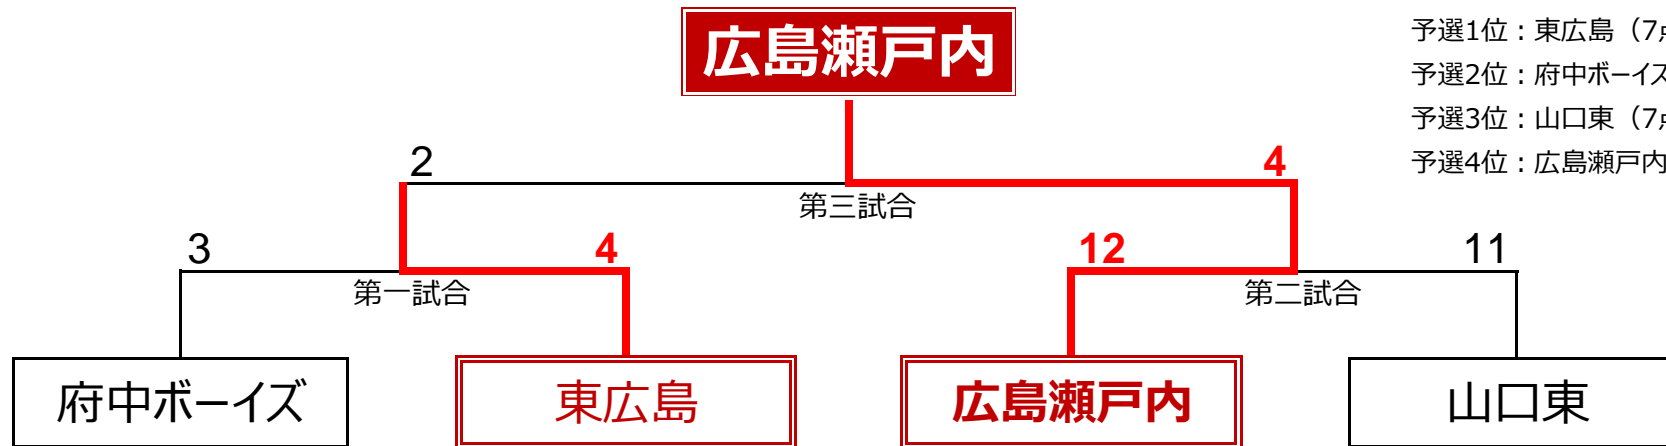 広島瀬戸内
予選1位：東広島（7点
予選2位：府中ボーイズ
予選3位：山口東（7点
予選4位：広島瀬戸内
2
4
第三試合
3
4
12
11
第一試合
第二試合
府中ボーイズ
東広島
広島瀬戸内
山口東